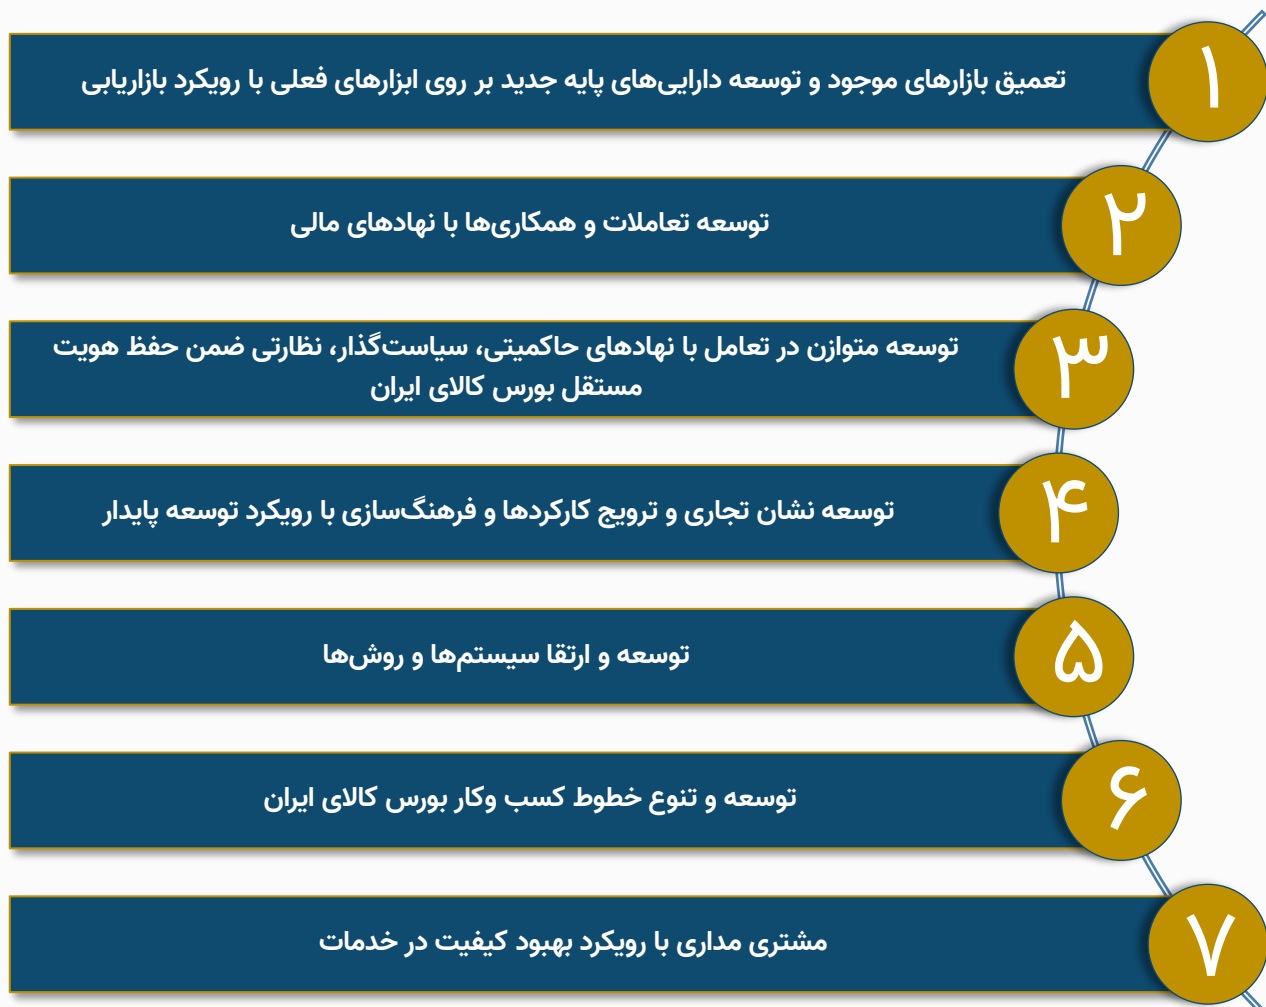 ۱
تعمیق بازارهای موجود و توسعه دارایی‌های پایه جدید بر روی ابزارهای فعلی با رویکرد بازاریابی
۲
توسعه تعاملات و همکاری‌ها با نهادهای مالی
۳
توسعه متوازن در تعامل با نهادهای حاکمیتی، سیاست‌گذار، نظارتی ضمن حفظ هویت
مستقل بورس کالای ایران
۴
توسعه نشان تجاری و ترویج کارکردها و فرهنگ‌سازی با رویکرد توسعه پایدار
۵
توسعه و ارتقا سیستم‌ها و روش‌ها
۶
توسعه و تنوع خطوط کسب وکار بورس کالای ایران
۷
مشتری مداری با رویکرد بهبود کیفیت در خدمات